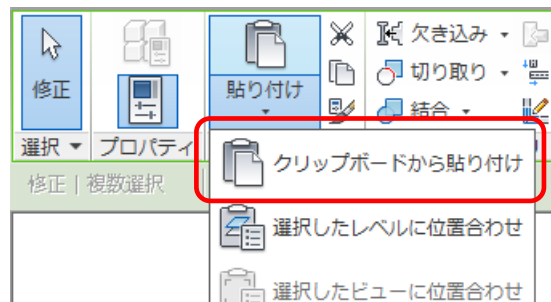 修正
貼り付け
欠き込み
切り取り
結合
選択
プロパティ
修正 | 複数選択
クリップボードから貼り付け
選択したレベルに位置合わせ
選択したビューに位置合わせ